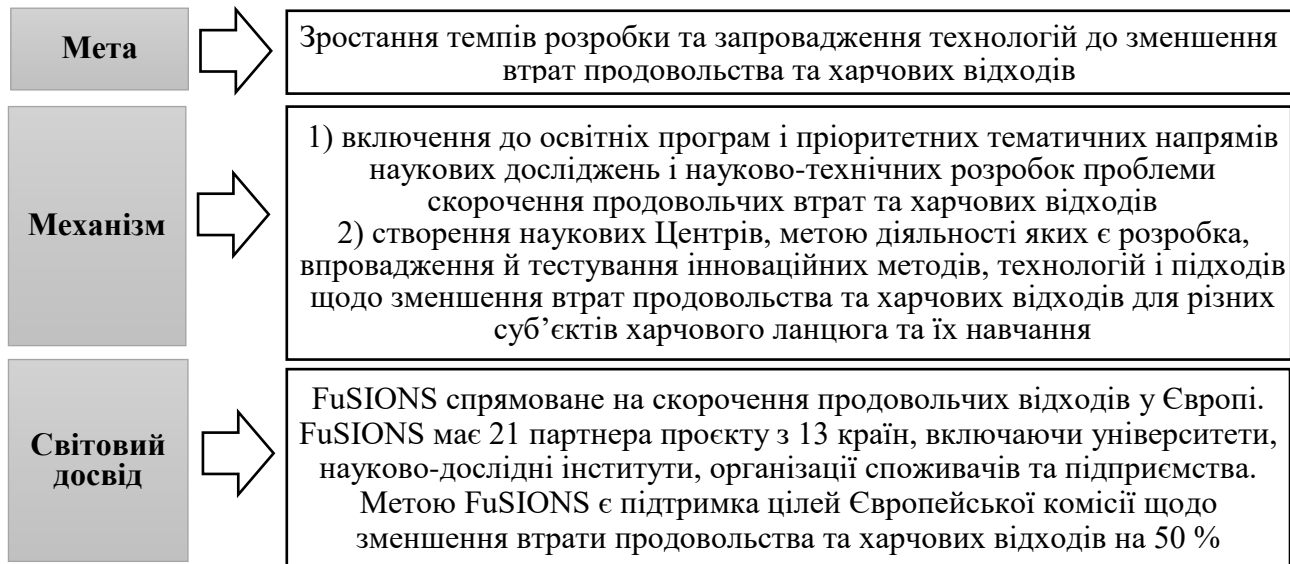 Мета
Зростання темпів розробки та запровадження технологій до зменшення
втрат продовольства та харчових відходів
Механізм
1) включення до освітніх програм і пріоритетних тематичних напрямів
наукових досліджень і науково-технічних розробок проблеми
скорочення продовольчих втрат та харчових відходів
2) створення наукових Центрів, метою діяльності яких є розробка,
впровадження й тестування інноваційних методів, технологій і підходів
щодо зменшення втрат продовольства та харчових відходів для різних
суб’єктів харчового ланцюга та їх навчання
Світовий
досвід
FuSIONS спрямоване на скорочення продовольчих відходів у Європі.
FuSIONS має 21 партнера проєкту з 13 країн, включаючи університети,
науково-дослідні інститути, організації споживачів та підприємства.
Метою FuSIONS є підтримка цілей Європейської комісії щодо
зменшення втрати продовольства та харчових відходів на 50 %